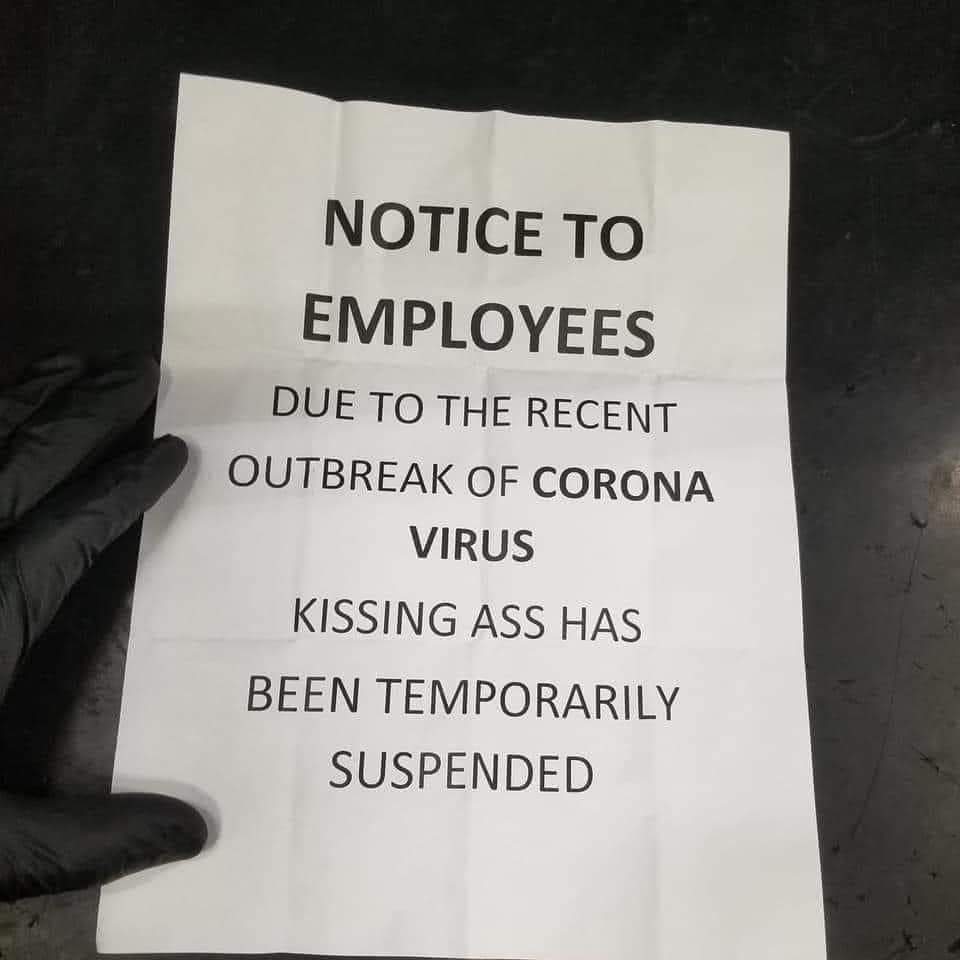 NOTICE TO
EMPLOYEES
DUE TO THE RECENT
OUTBREAK OF CORONA
VIRUS
KISSING ASS HAS
BEEN TEMPORARILY
SUSPENDED